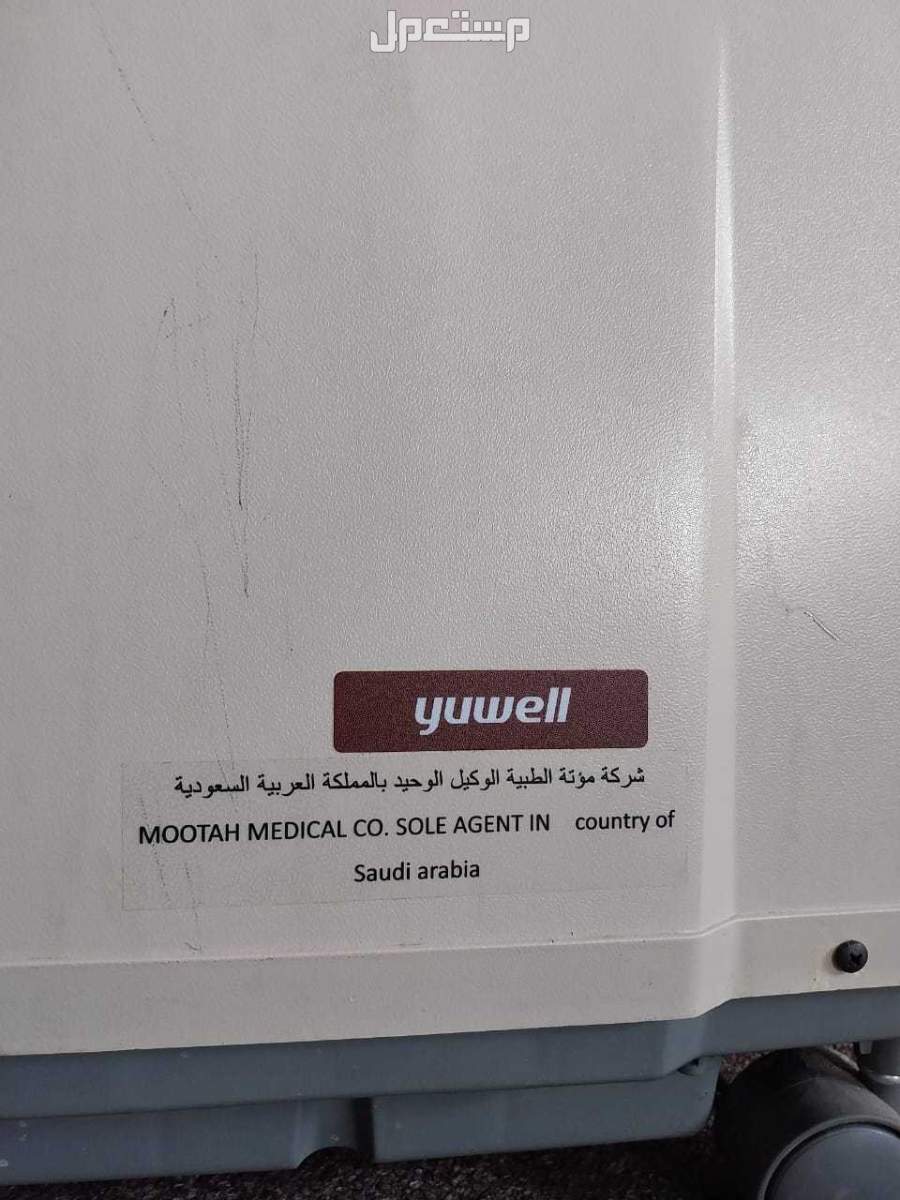 مستعمل
yuwell
شركة مؤتة الطبية الوكيل الوحيد بالمملكة العربية السعودية
MOOTAH MEDICAL CO. SOLE AGENT IN country of
Saudi arabia